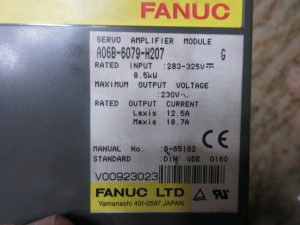 FANUC
SERVO AMPLIFIER MODULE
A06B-6079-H207 G
RATED INPUT :283-325V⎓
8.5kW
MAXIMUM OUTPUT VOLTAGE
:230V~
RATED OUTPUT CURRENT
Laxis 12.5A
Maxis 18.7A
MANUAL No. :B-65162
STANDARD :DIN VDE 0160
V00923023
FANUC LTD
Yamanashi 401-0597 JAPAN